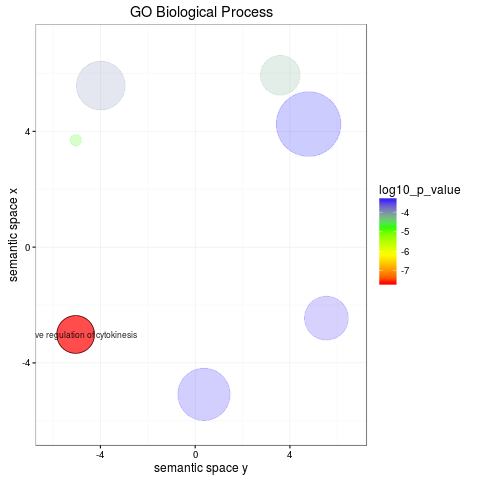 GO Biological Process
semantic space x
4
0
-4
ve regulation of cytokinesis
-4
0
4
semantic space y
log10_p_value
-4
-5
-6
-7